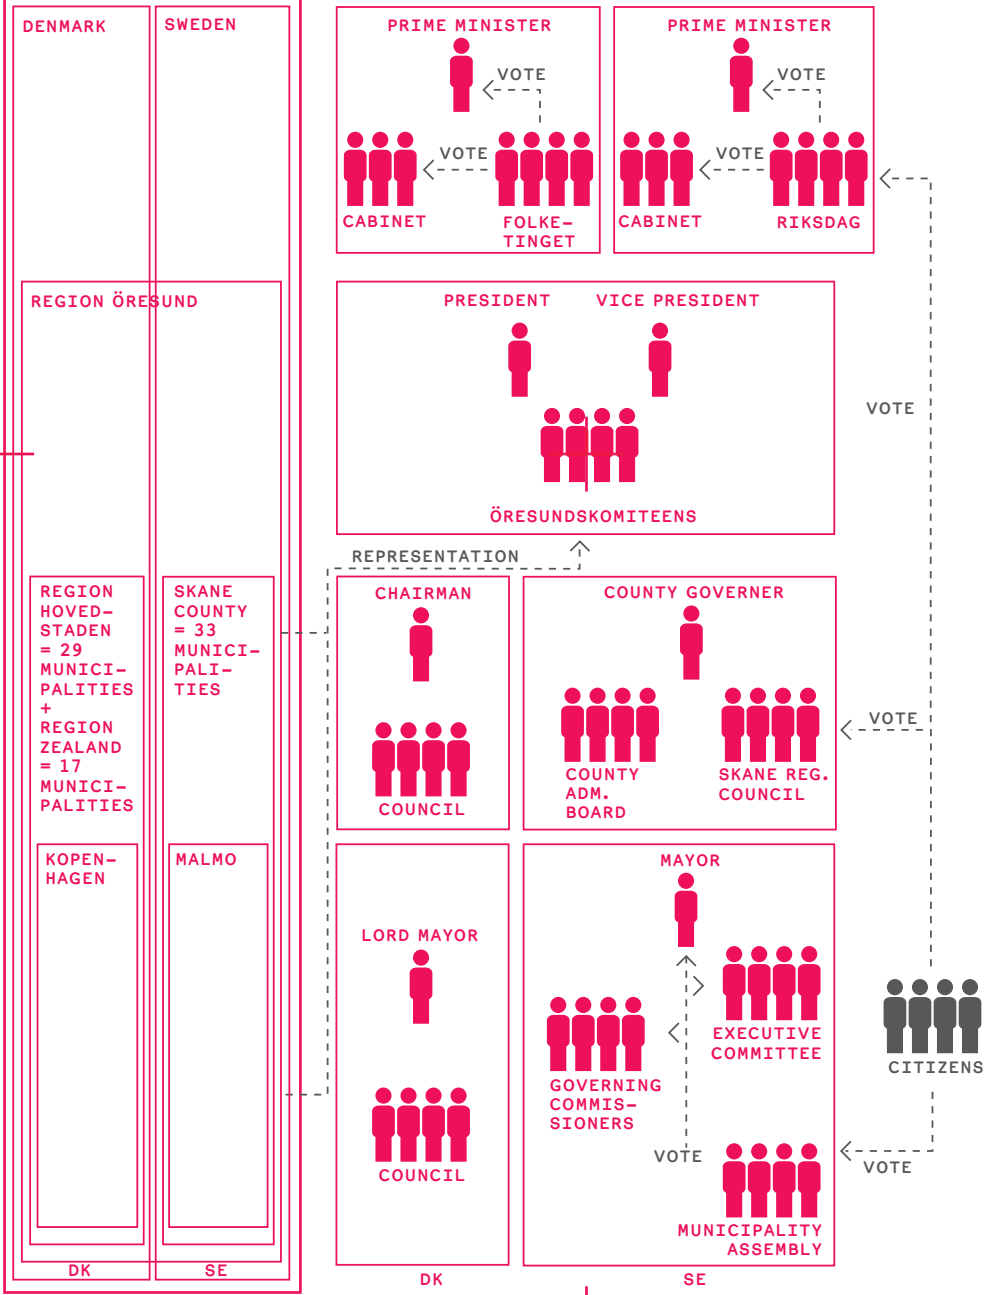 DENMARK
SWEDEN
REGION ÖRESUND
REGION
HOVED–
STADEN
= 29
MUNICI–
PALITIES
+
REGION
ZEALAND
= 17
MUNICI–
PALITIES
SKANE
COUNTY
= 33
MUNICI–
PALI–
TIES
KOPEN–
HAGEN
MALMO
DK
SE
PRIME MINISTER
VOTE
VOTE
CABINET
FOLKE–
TINGET
PRIME MINISTER
VOTE
VOTE
CABINET
RIKSDAG
PRESIDENT
VICE PRESIDENT
ÖRESUNDSKOMITEENS
VOTE
REPRESENTATION
CHAIRMAN
COUNCIL
COUNTY GOVERNER
COUNTY
ADM.
BOARD
SKANE REG.
COUNCIL
VOTE
LORD MAYOR
COUNCIL
MAYOR
EXECUTIVE
COMMITTEE
GOVERNING
COMMIS–
SIONERS
VOTE
MUNICIPALITY
ASSEMBLY
CITIZENS
VOTE
DK
SE